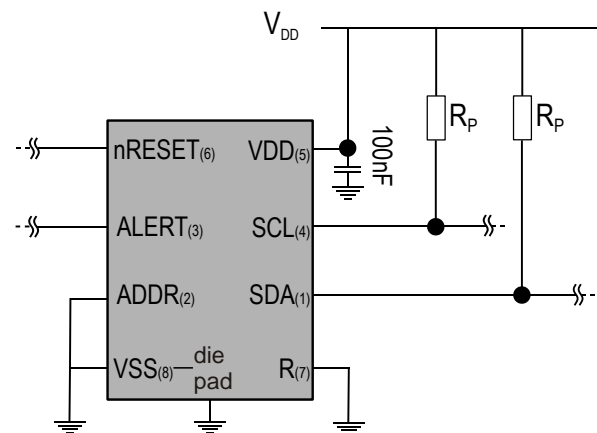 VDD
RP
RP
nRESET(6)
VDD(5)
100nF
ALERT(3)
SCL(4)
ADDR(2)
SDA(1)
VSS(8)
die
pad
R(7)